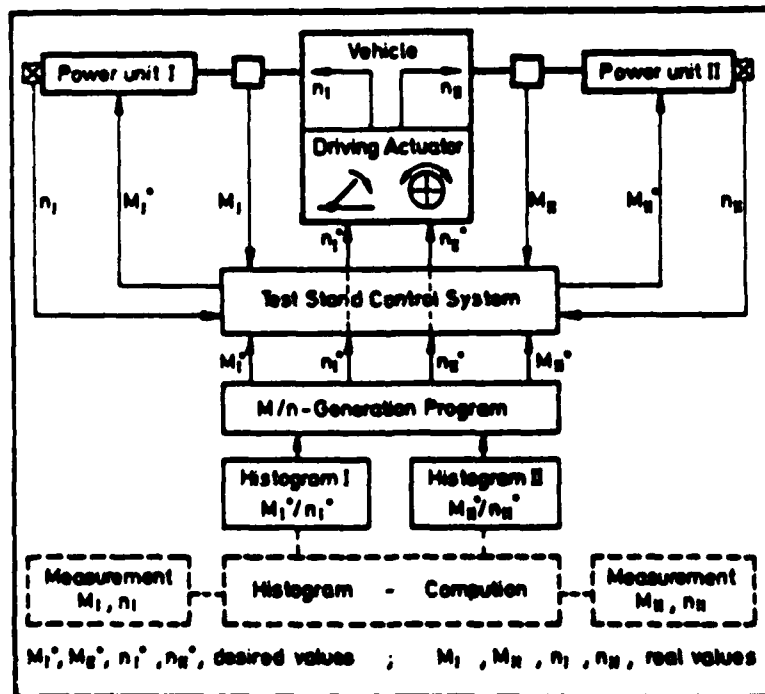 Vehicle
Power unit I
Power unit II
n_I
n_II
Driving Actuator
n_I
M_I*
M_I
M_II
M_II*
n_II
n_I*
n_II*
Test Stand Control System
M_I*
n_I*
n_II*
M_II*
M/n-Generation Program
Histogram I
M_I*/n_I*
Histogram II
M_II*/n_II*
Measurement
M_I, n_I
Histogram - Compution
Measurement
M_II, n_II
M_I*, M_II*, n_I*, n_II*, desired values ; M_I, M_II, n_I, n_II, real values